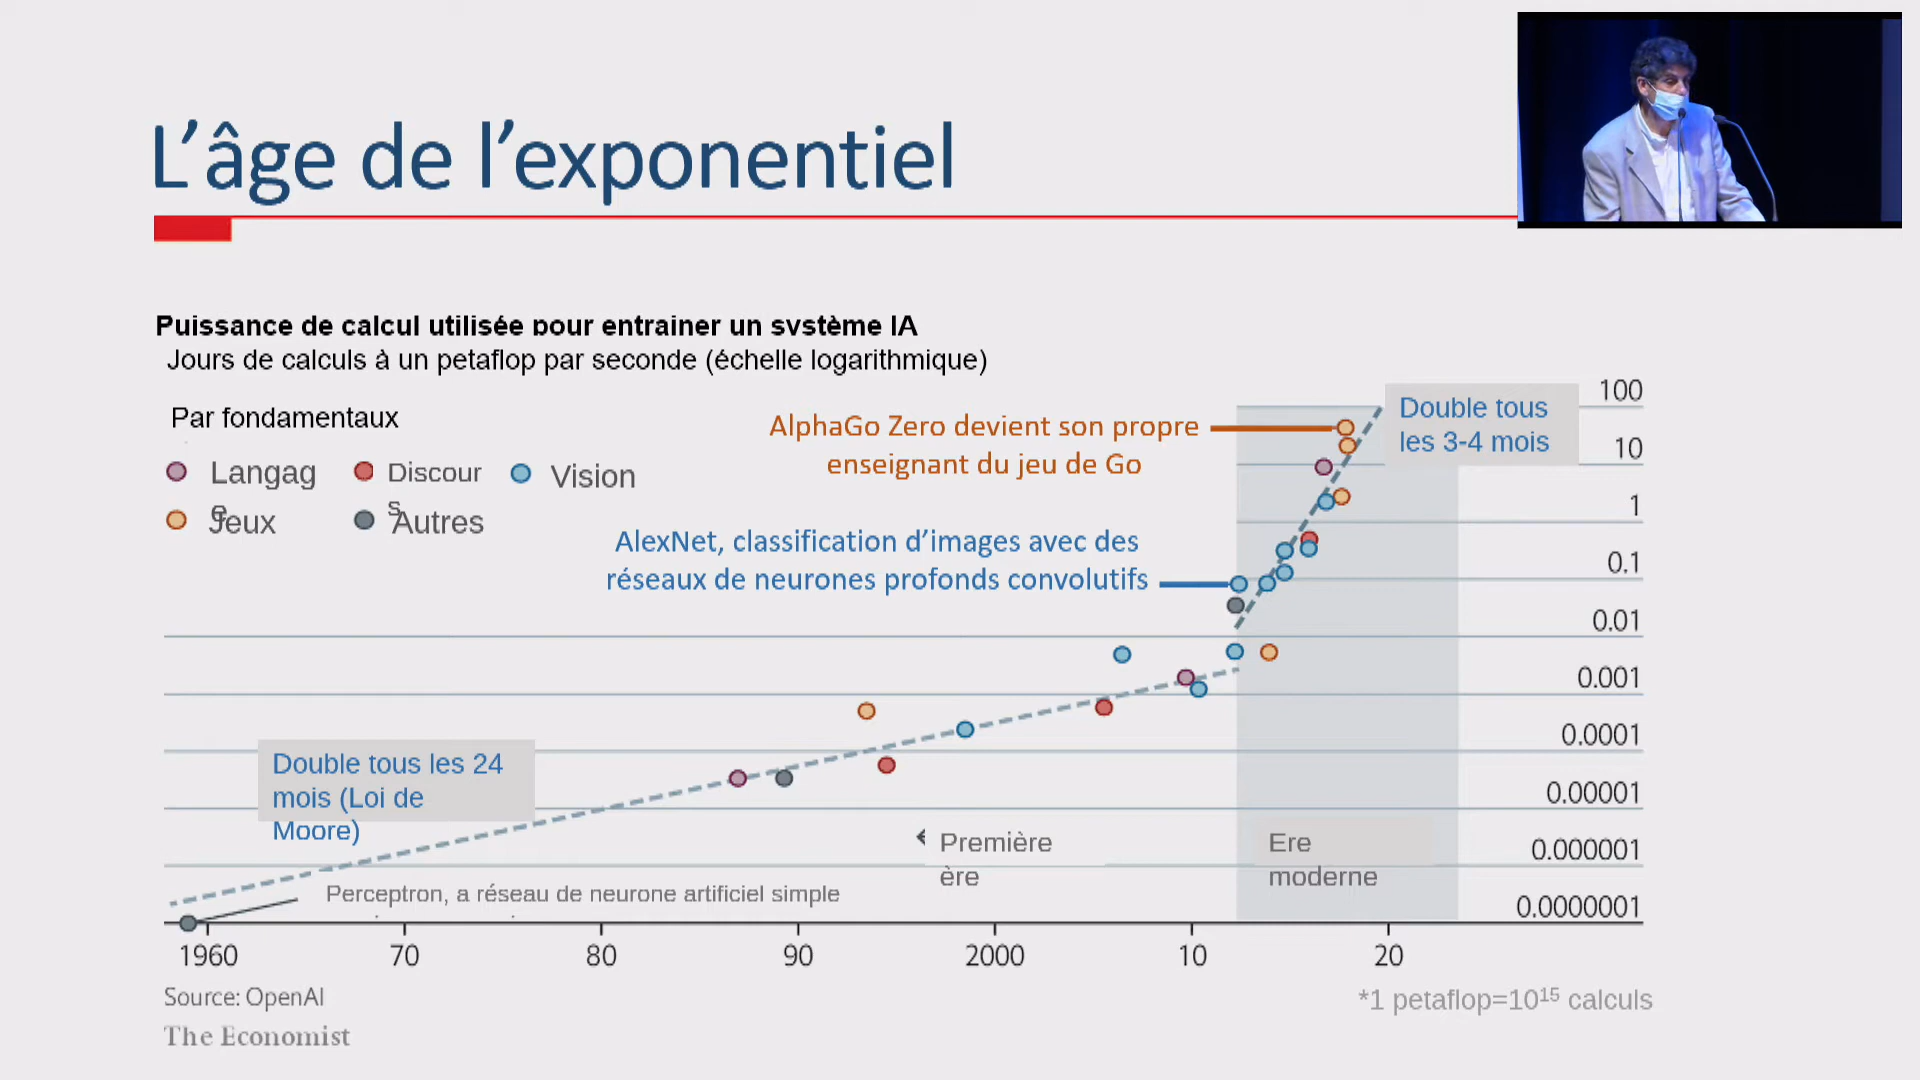 L'âge de l'exponentiel
Puissance de calcul utilisée pour entrainer un système IA
Jours de calculs à un petaflop par seconde (échelle logarithmique)
Par fondamentaux
Langag
e
Discour
s
Vision
Jeux
Autres
AlphaGo Zero devient son propre
enseignant du jeu de Go
AlexNet, classification d'images avec des
réseaux de neurones profonds convolutifs
Double tous
les 3-4 mois
100
10
1
0.1
0.01
0.001
0.0001
0.00001
0.000001
0.0000001
Double tous les 24
mois (Loi de
Moore)
Première
ère
Ere
moderne
Perceptron, a réseau de neurone artificiel simple
1960 70 80 90 2000 10 20
Source: OpenAI
The Economist
*1 petaflop=10¹⁵ calculs